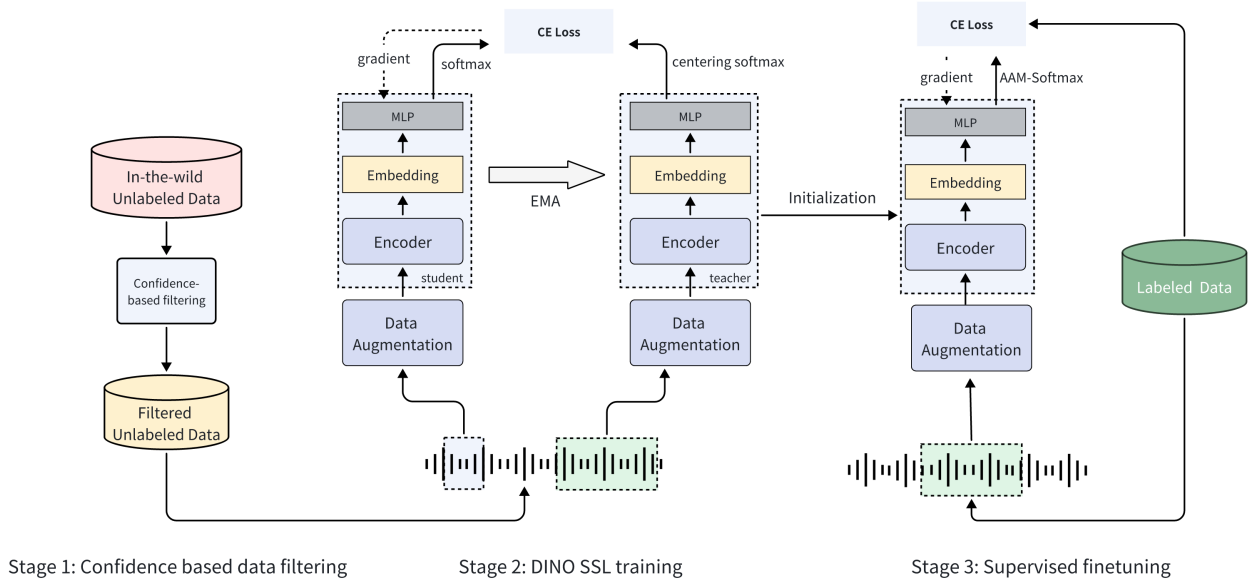 In-the-wild
Unlabeled Data
Confidence-
based filtering
Filtered
Unlabeled Data
Stage 1: Confidence based data filtering
CE Loss
gradient
softmax
centering softmax
MLP
Embedding
Encoder
student
Data
Augmentation
EMA
MLP
Embedding
Encoder
teacher
Data
Augmentation
Stage 2: DINO SSL training
Initialization
CE Loss
gradient
AAM-Softmax
MLP
Embedding
Encoder
Data
Augmentation
Labeled Data
Stage 3: Supervised finetuning